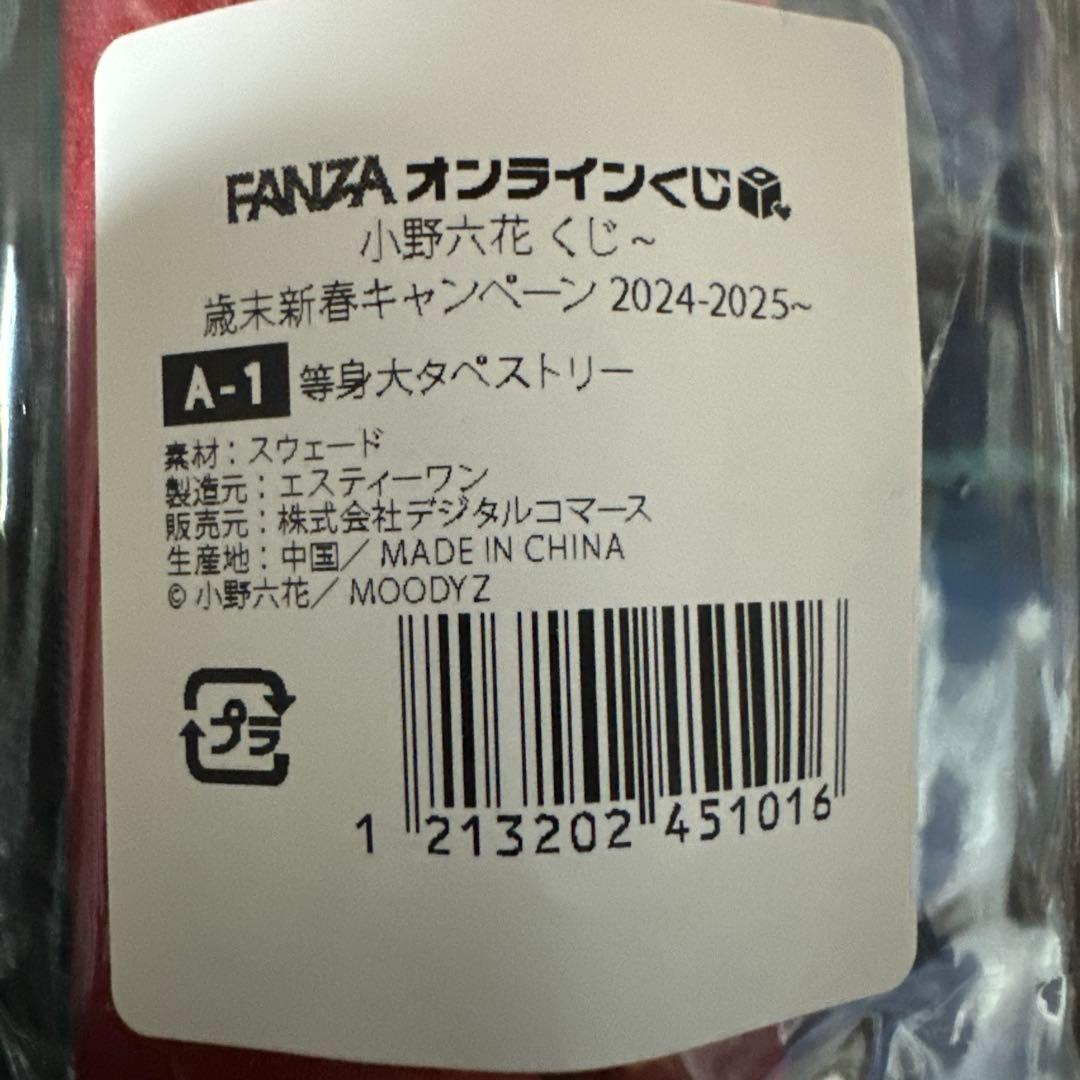 FANZA オンラインくじ
小野六花 くじ~
歳末新春キャンペーン 2024-2025~
A-1 等身大タペストリー
素材：スウェード
製造元：エスティーワン
販売元：株式会社デジタルコマース
生産地：中国／ MADE IN CHINA
© 小野六花／ MOODYZ
プラ
1 213202 451016